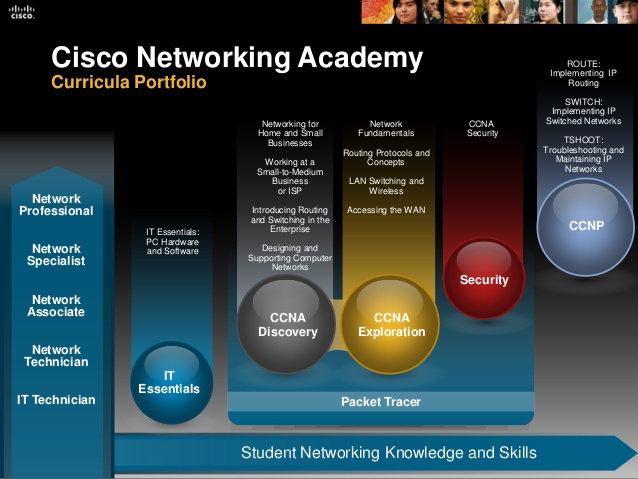 CISCO.
Cisco Networking Academy
Curricula Portfolio
Network
Professional
Network
Specialist
Network
Associate
Network
Technician
IT Technician
IT Essentials:
PC Hardware
and Software
IT
Essentials
Networking for
Home and Small
Businesses
Working at a
Small-to-Medium
Business
or ISP
Introducing Routing
and Switching in the
Enterprise
Designing and
Supporting Computer
Networks
CCNA
Discovery
Network
Fundamentals
Routing Protocols and
Concepts
LAN Switching and
Wireless
Accessing the WAN
CCNA
Exploration
CCNA
Security
Security
ROUTE:
Implementing IP
Routing
SWITCH:
Implementing IP
Switched Networks
TSHOOT:
Troubleshooting and
Maintaining IP
Networks
CCNP
Packet Tracer
Student Networking Knowledge and Skills